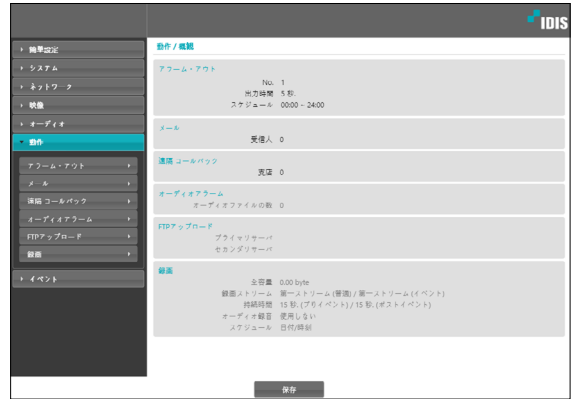 IDIS
簡単設定
システム
ネットワーク
映像
オーディオ
動作
アラーム・アウト
メール
遠隔 コールバック
オーディオアラーム
FTPアップロード
録画
イベント
動作 / 概観
アラーム・アウト
No. 1
出力時間 5 秒.
スケジュール 00:00 ~ 24:00
メール
受信人 0
遠隔 コールバック
支店 0
オーディオアラーム
オーディオファイルの数 0
FTPアップロード
プライマリサーバ
セカンダリサーバ
録画
全容量 0.00 byte
録画ストリーム 第一ストリーム (普通) / 第一ストリーム (イベント)
持続時間 15 秒. (プリイベント) / 15 秒. (ポストイベント)
オーディオ録音 使用しない
スケジュール 日付/時刻
保存